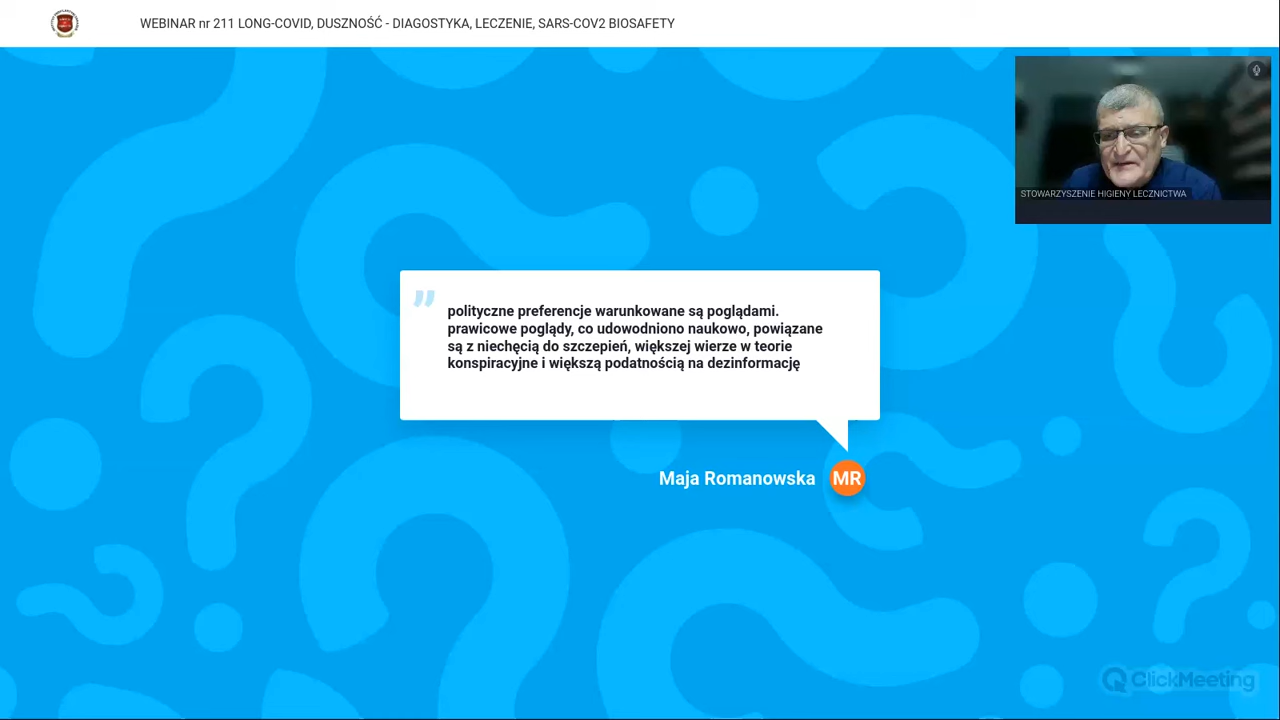 WEBINAR nr 211 LONG-COVID, DUSZNOŚĆ - DIAGOSTYKA, LECZENIE, SARS-COV2 BIOSAFETY
STOWARZYSZENIE HIGIENY LECZNICTWA
polityczne preferencje warunkowane są poglądami.
prawicowe poglądy, co udowodniono naukowo, powiązane
są z niechęcią do szczepień, większej wierze w teorie
konspiracyjne i większą podatnością na dezinformację
Maja Romanowska MR
ClickMeeting